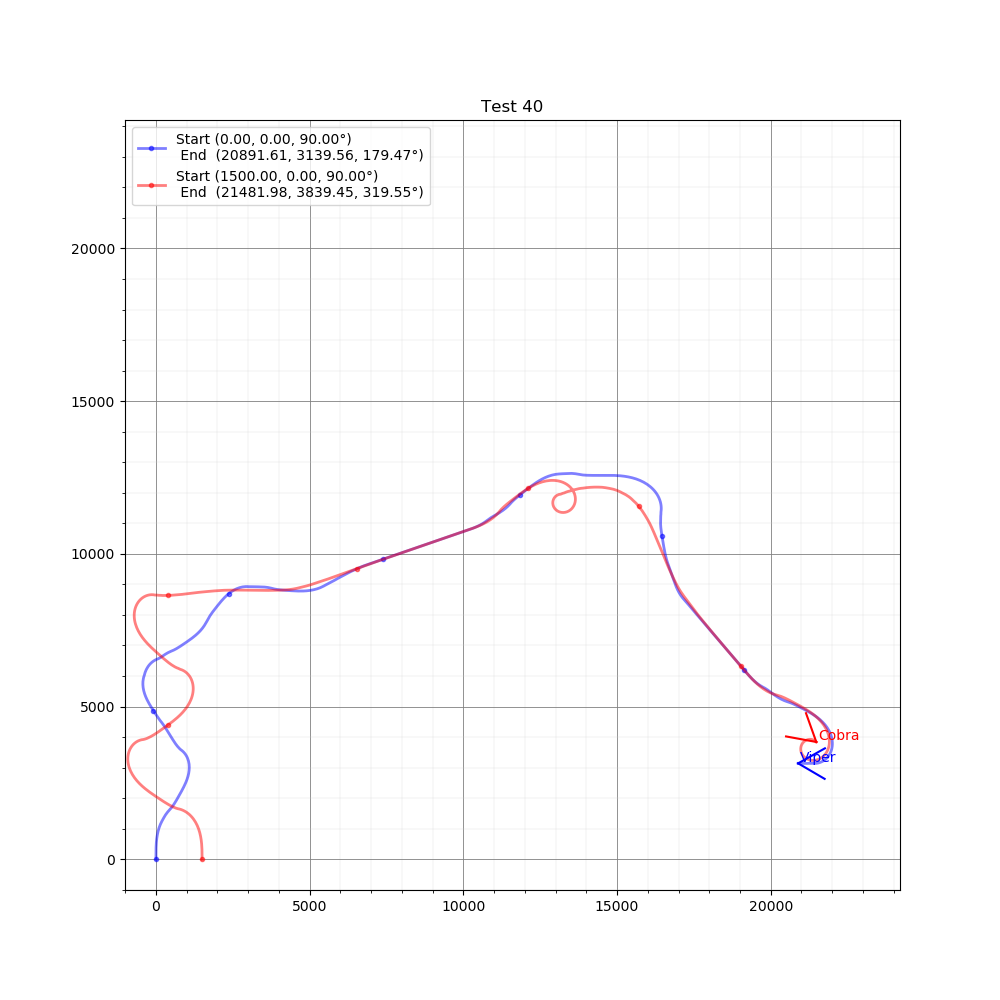 Test 40
Start (0.00, 0.00, 90.00°)
End  (20891.61, 3139.56, 179.47°)
Start (1500.00, 0.00, 90.00°)
End  (21481.98, 3839.45, 319.55°)
20000
15000
10000
5000
0
Cobra
Viper
0 5000 10000 15000 20000